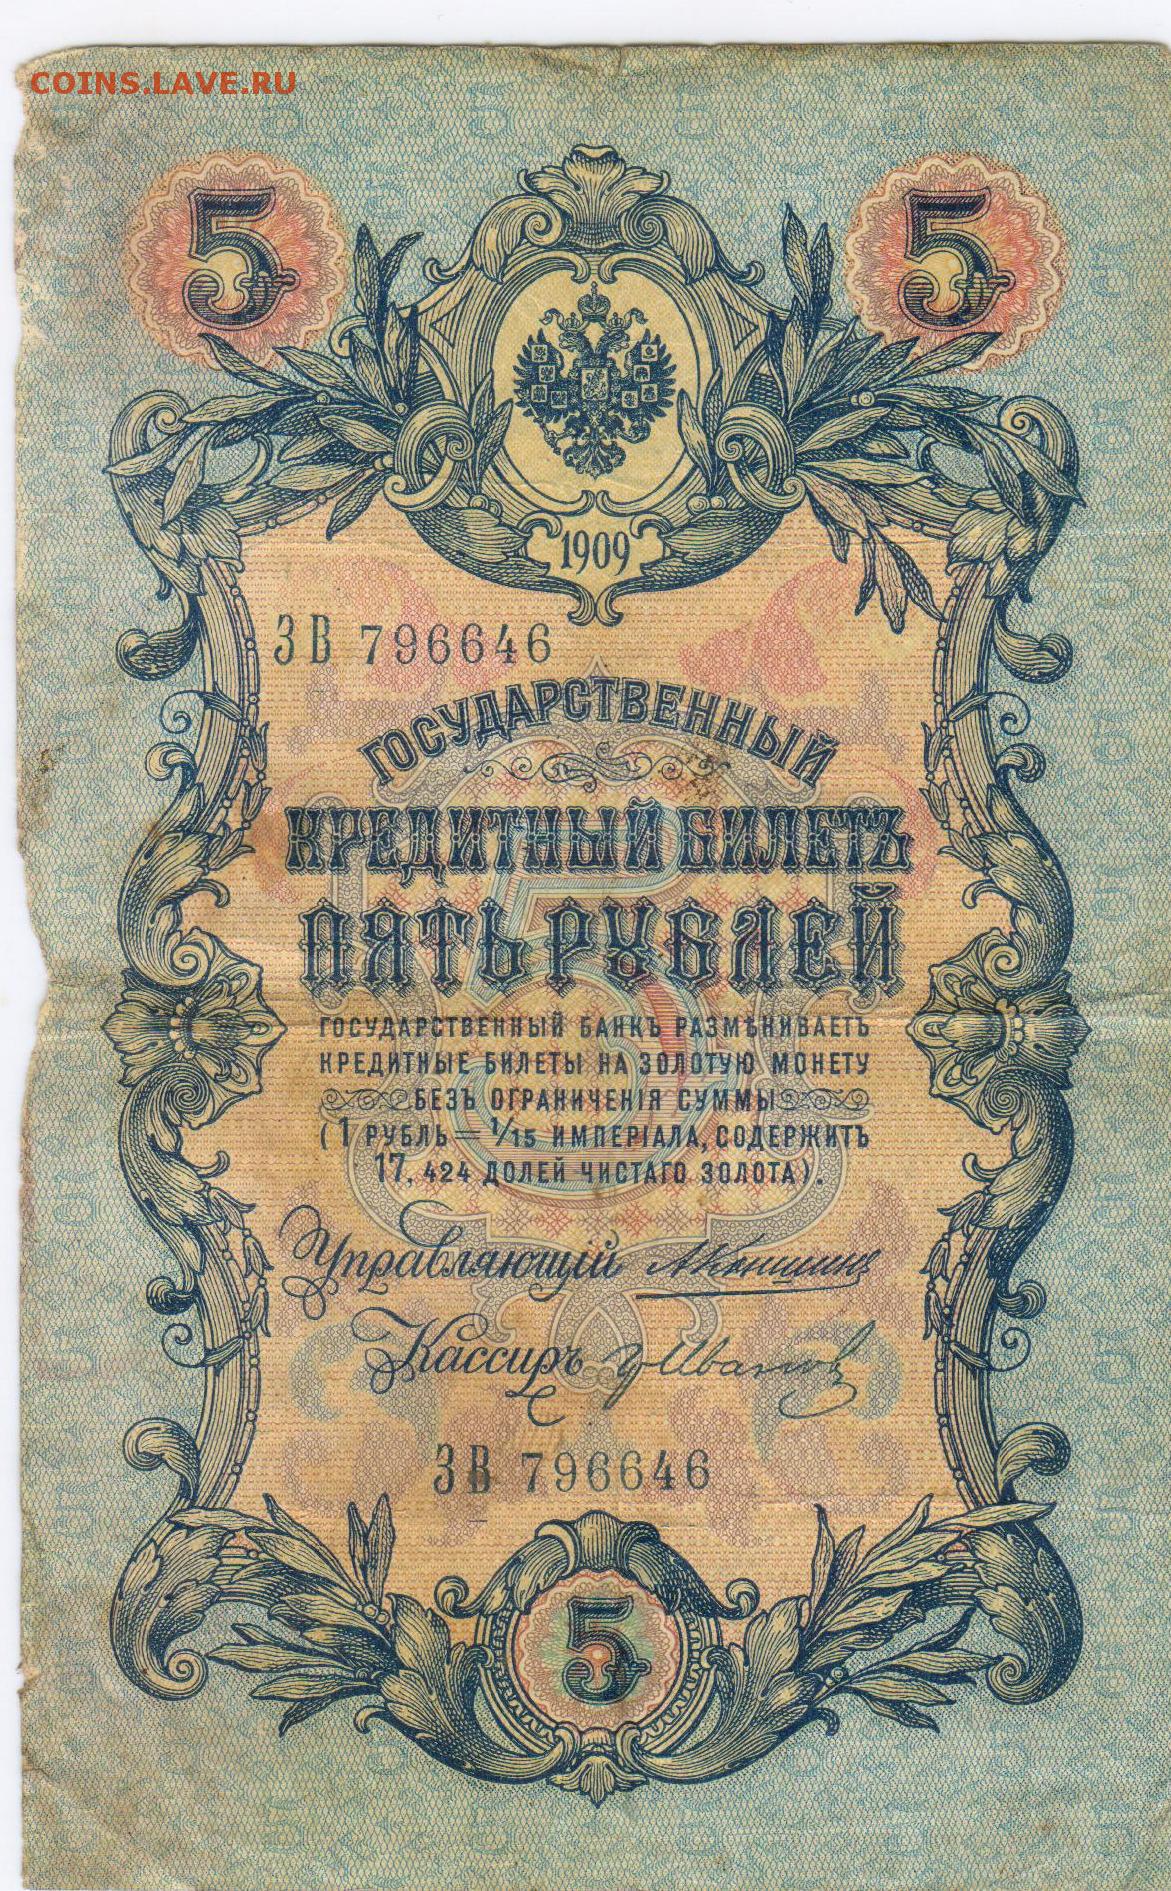 COINS.LAVE.RU
5 5
1909
ЗВ 796646
ГОСУДАРСТВЕННЫЙ
КРЕДИТНЫЙ БИЛЕТЪ
ПЯТЬ РУБЛЕЙ
ГОСУДАРСТВЕННЫЙ БАНКЪ РАЗМѢНИВАЕТЪ
КРЕДИТНЫЕ БИЛЕТЫ НА ЗОЛОТУЮ МОНЕТУ
БЕЗЪ ОГРАНИЧЕНІЯ СУММЫ
(1 РУБЛЬ = 1/15 ИМПЕРІАЛА, СОДЕРЖИТЪ
17,424 ДОЛЕЙ ЧИСТАГО ЗОЛОТА).
Управляющій АКоншинъ
Кассиръ ГрИванов
ЗВ 796646
5